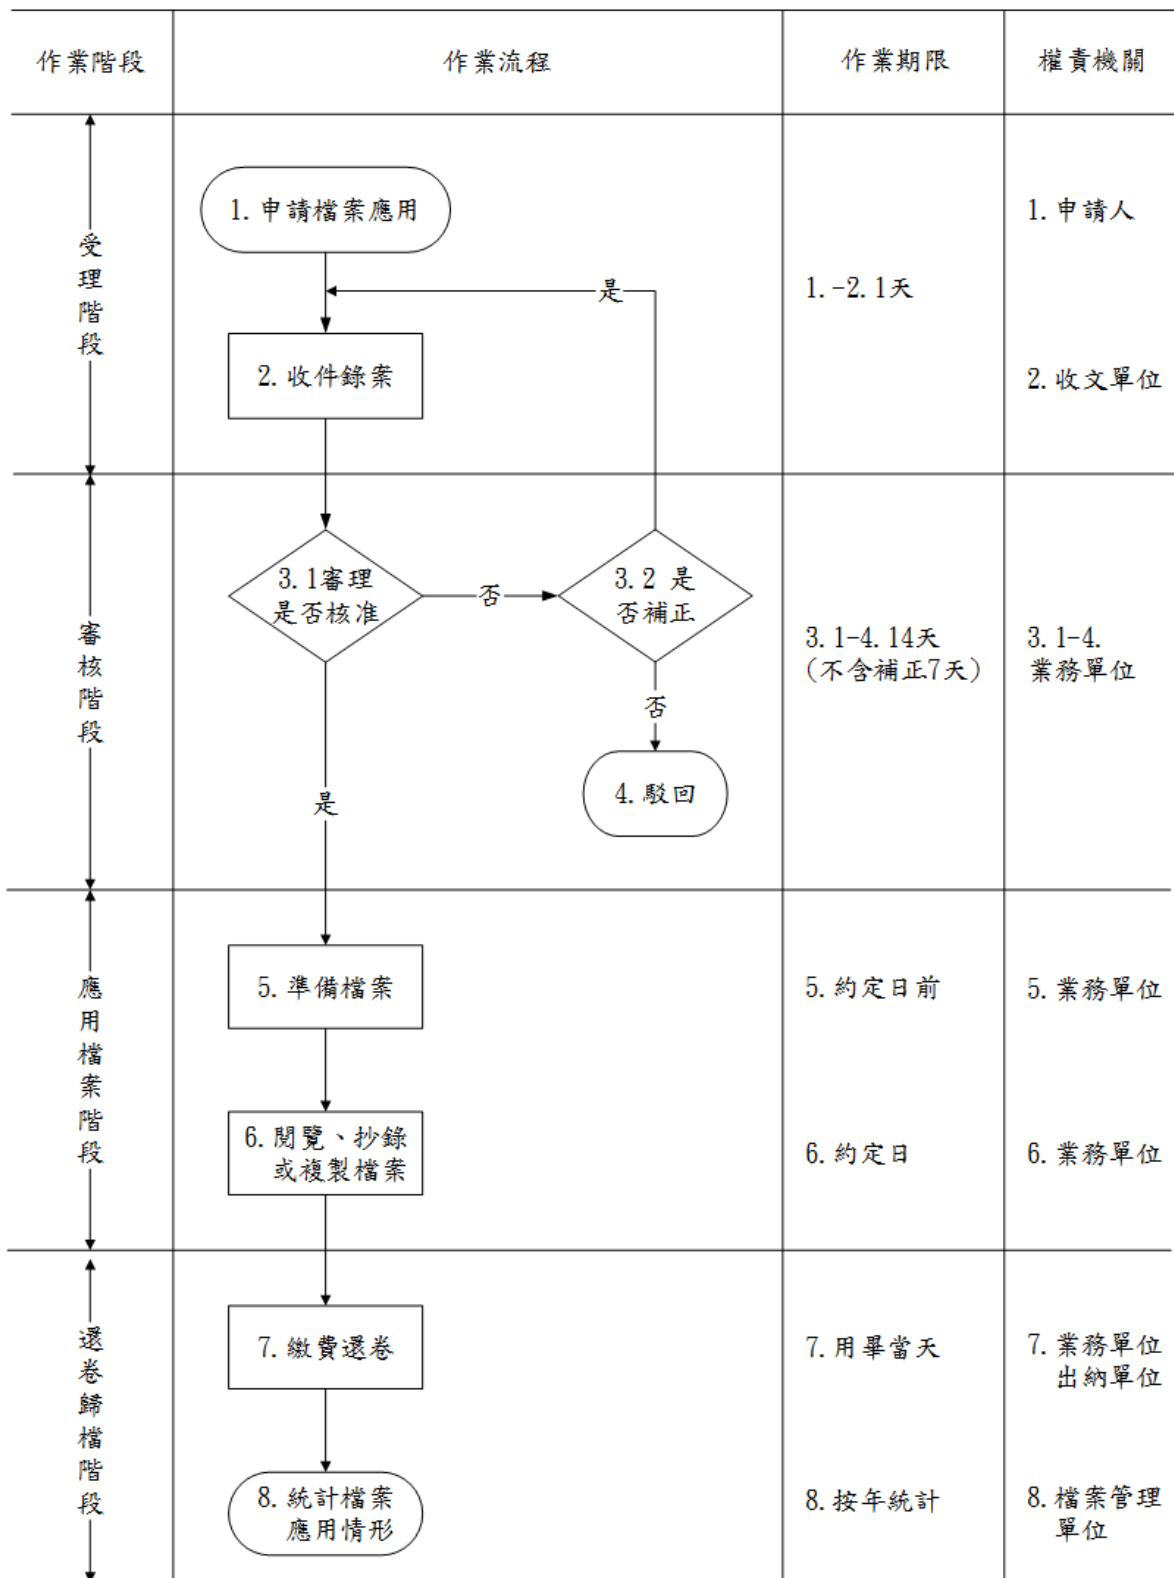 作業階段
作業流程
作業期限
權責機關
受理階段
1.申請檔案應用
是
2.收件錄案
1.-2.1天
1.申請人
2.收文單位
審核階段
3.1審理
是否核准
否
3.2 是
否補正
否
4.駁回
是
3.1-4.14天
(不含補正7天)
3.1-4.
業務單位
應用檔案階段
5.準備檔案
5.約定日前
5.業務單位
6.閱覽、抄錄
或複製檔案
6.約定日
6.業務單位
還卷歸檔階段
7.繳費還卷
7.用畢當天
7.業務單位
出納單位
8.統計檔案
應用情形
8.按年統計
8.檔案管理
單位